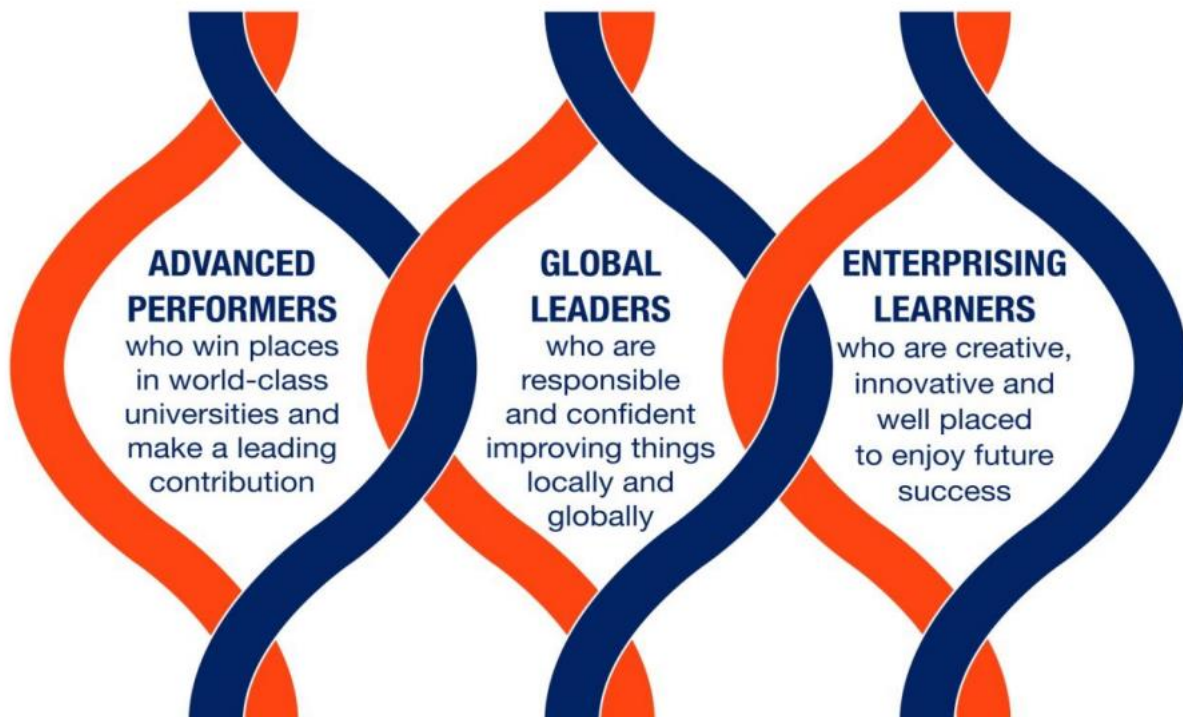 ADVANCED
PERFORMERS
who win places
in world-class
universities and
make a leading
contribution
GLOBAL
LEADERS
who are
responsible
and confident
improving things
locally and
globally
ENTERPRISING
LEARNERS
who are creative,
innovative and
well placed
to enjoy future
success